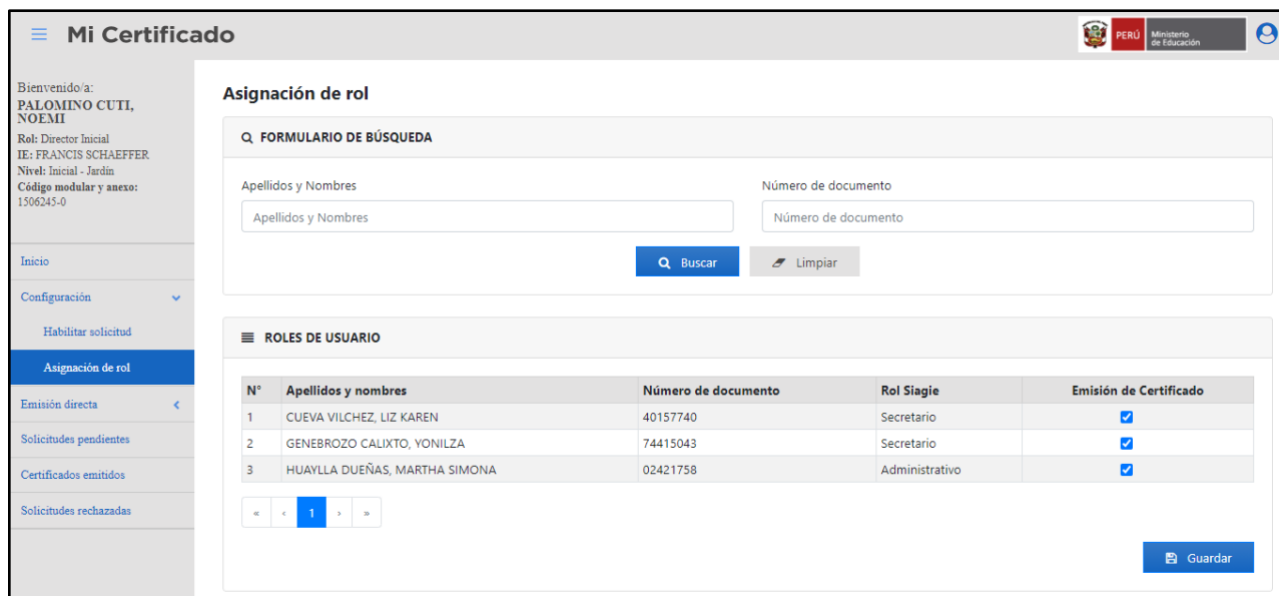 Mi Certificado
PERÚ
Ministerio
de Educación
Bienvenido/a:
PALOMINO CUTI,
NOEMI
Rol: Director Inicial
IE: FRANCIS SCHAEFFER
Nivel: Inicial - Jardín
Código modular y anexo:
1506245-0
Inicio
Configuración
Habilitar solicitud
Asignación de rol
Emisión directa
Solicitudes pendientes
Certificados emitidos
Solicitudes rechazadas
Asignación de rol
FORMULARIO DE BÚSQUEDA
Apellidos y Nombres Número de documento
Apellidos y Nombres Número de documento
Buscar Limpiar
ROLES DE USUARIO
N° Apellidos y nombres Número de documento Rol Siagie Emisión de Certificado
1 CUEVA VILCHEZ, LIZ KAREN 40157740 Secretario
2 GENEBROZO CALIXTO, YONILZA 74415043 Secretario
3 HUAYLLA DUEÑAS, MARTHA SIMONA 02421758 Administrativo
« ‹ 1 › »
Guardar